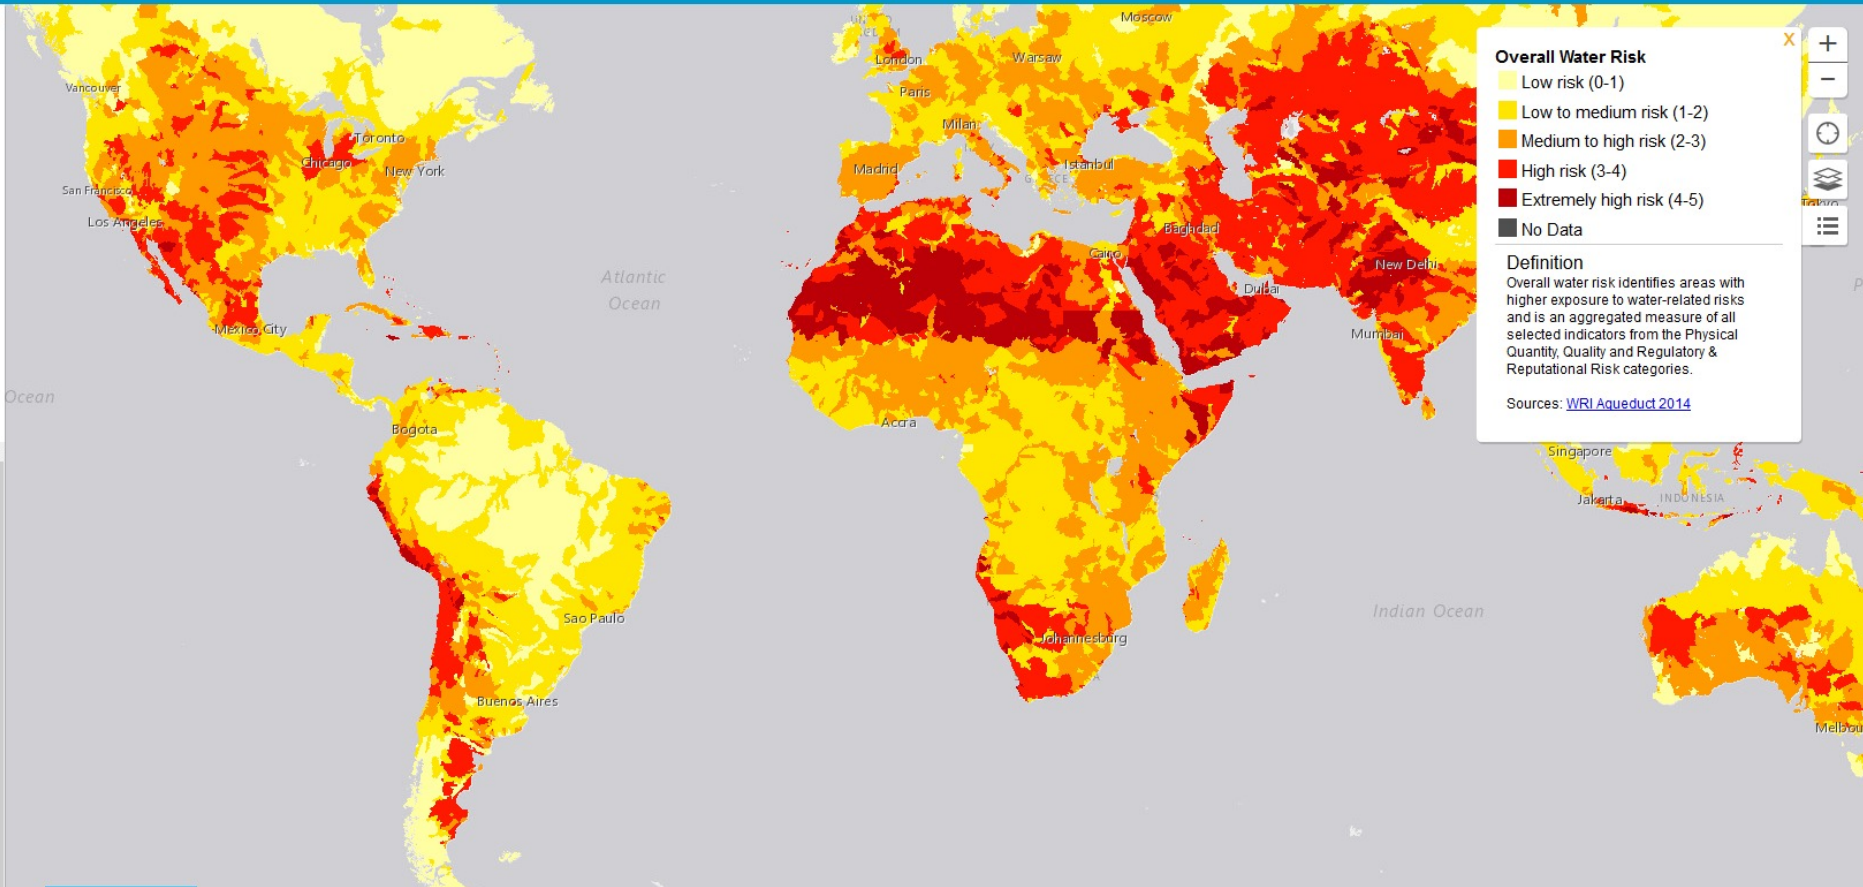 Moscow
London
Warsaw
Paris
Vancouver
Milan
Toronto
Chicago
New York
Madrid
Istanbul
San Francisco
Los Angeles
Baghdad
Cairo
New Delhi
Dubai
Atlantic
Ocean
Mexico City
Mumbai
Ocean
Bogota
Accra
Singapore
Jakarta
INDONESIA
Indian Ocean
Sao Paulo
Johannesburg
Buenos Aires
Melbou
X
Overall Water Risk
Low risk (0-1)
Low to medium risk (1-2)
Medium to high risk (2-3)
High risk (3-4)
Extremely high risk (4-5)
No Data
Definition
Overall water risk identifies areas with
higher exposure to water-related risks
and is an aggregated measure of all
selected indicators from the Physical
Quantity, Quality and Regulatory &
Reputational Risk categories.
Sources: WRI Aqueduct 2014
+
−